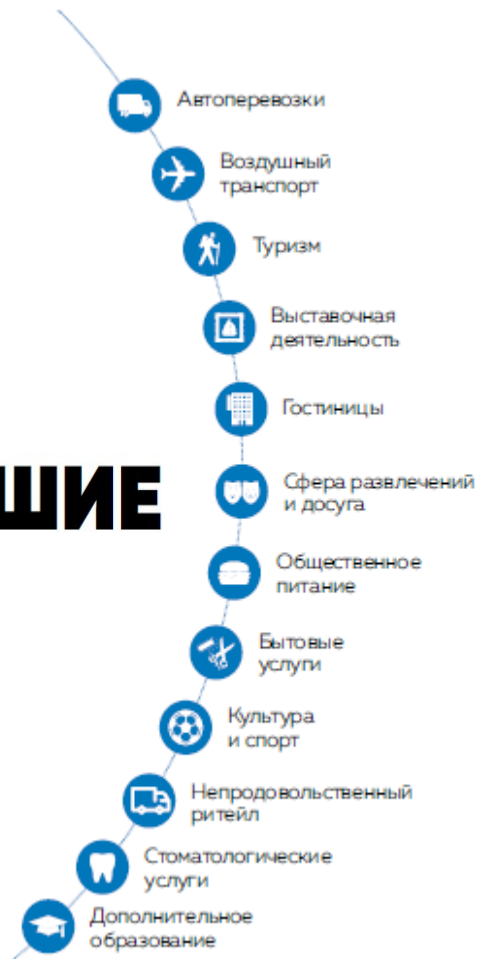 Автоперевозки
Воздушный
транспорт
Туризм
Выставочная
деятельность
Гостиницы
ШИЕ
Сфера развлечений
и досуга
Общественное
питание
Бытовые
услуги
Культура
и спорт
Непродовольственный
ритейл
Стоматологические
услуги
Дополнительное
образование